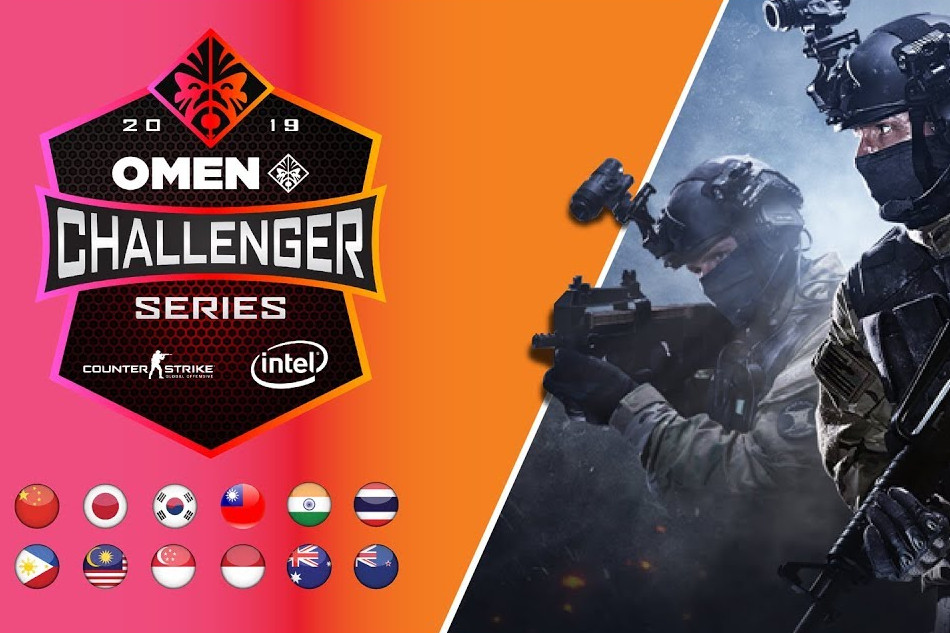 20 19
OMEN
CHALLENGER
SERIES
COUNTER STRIKE
GLOBAL OFFENSIVE
intel